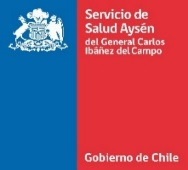 Servicio de
Salud Aysén
del General Carlos
Ibáñez del Campo
Gobierno de Chile